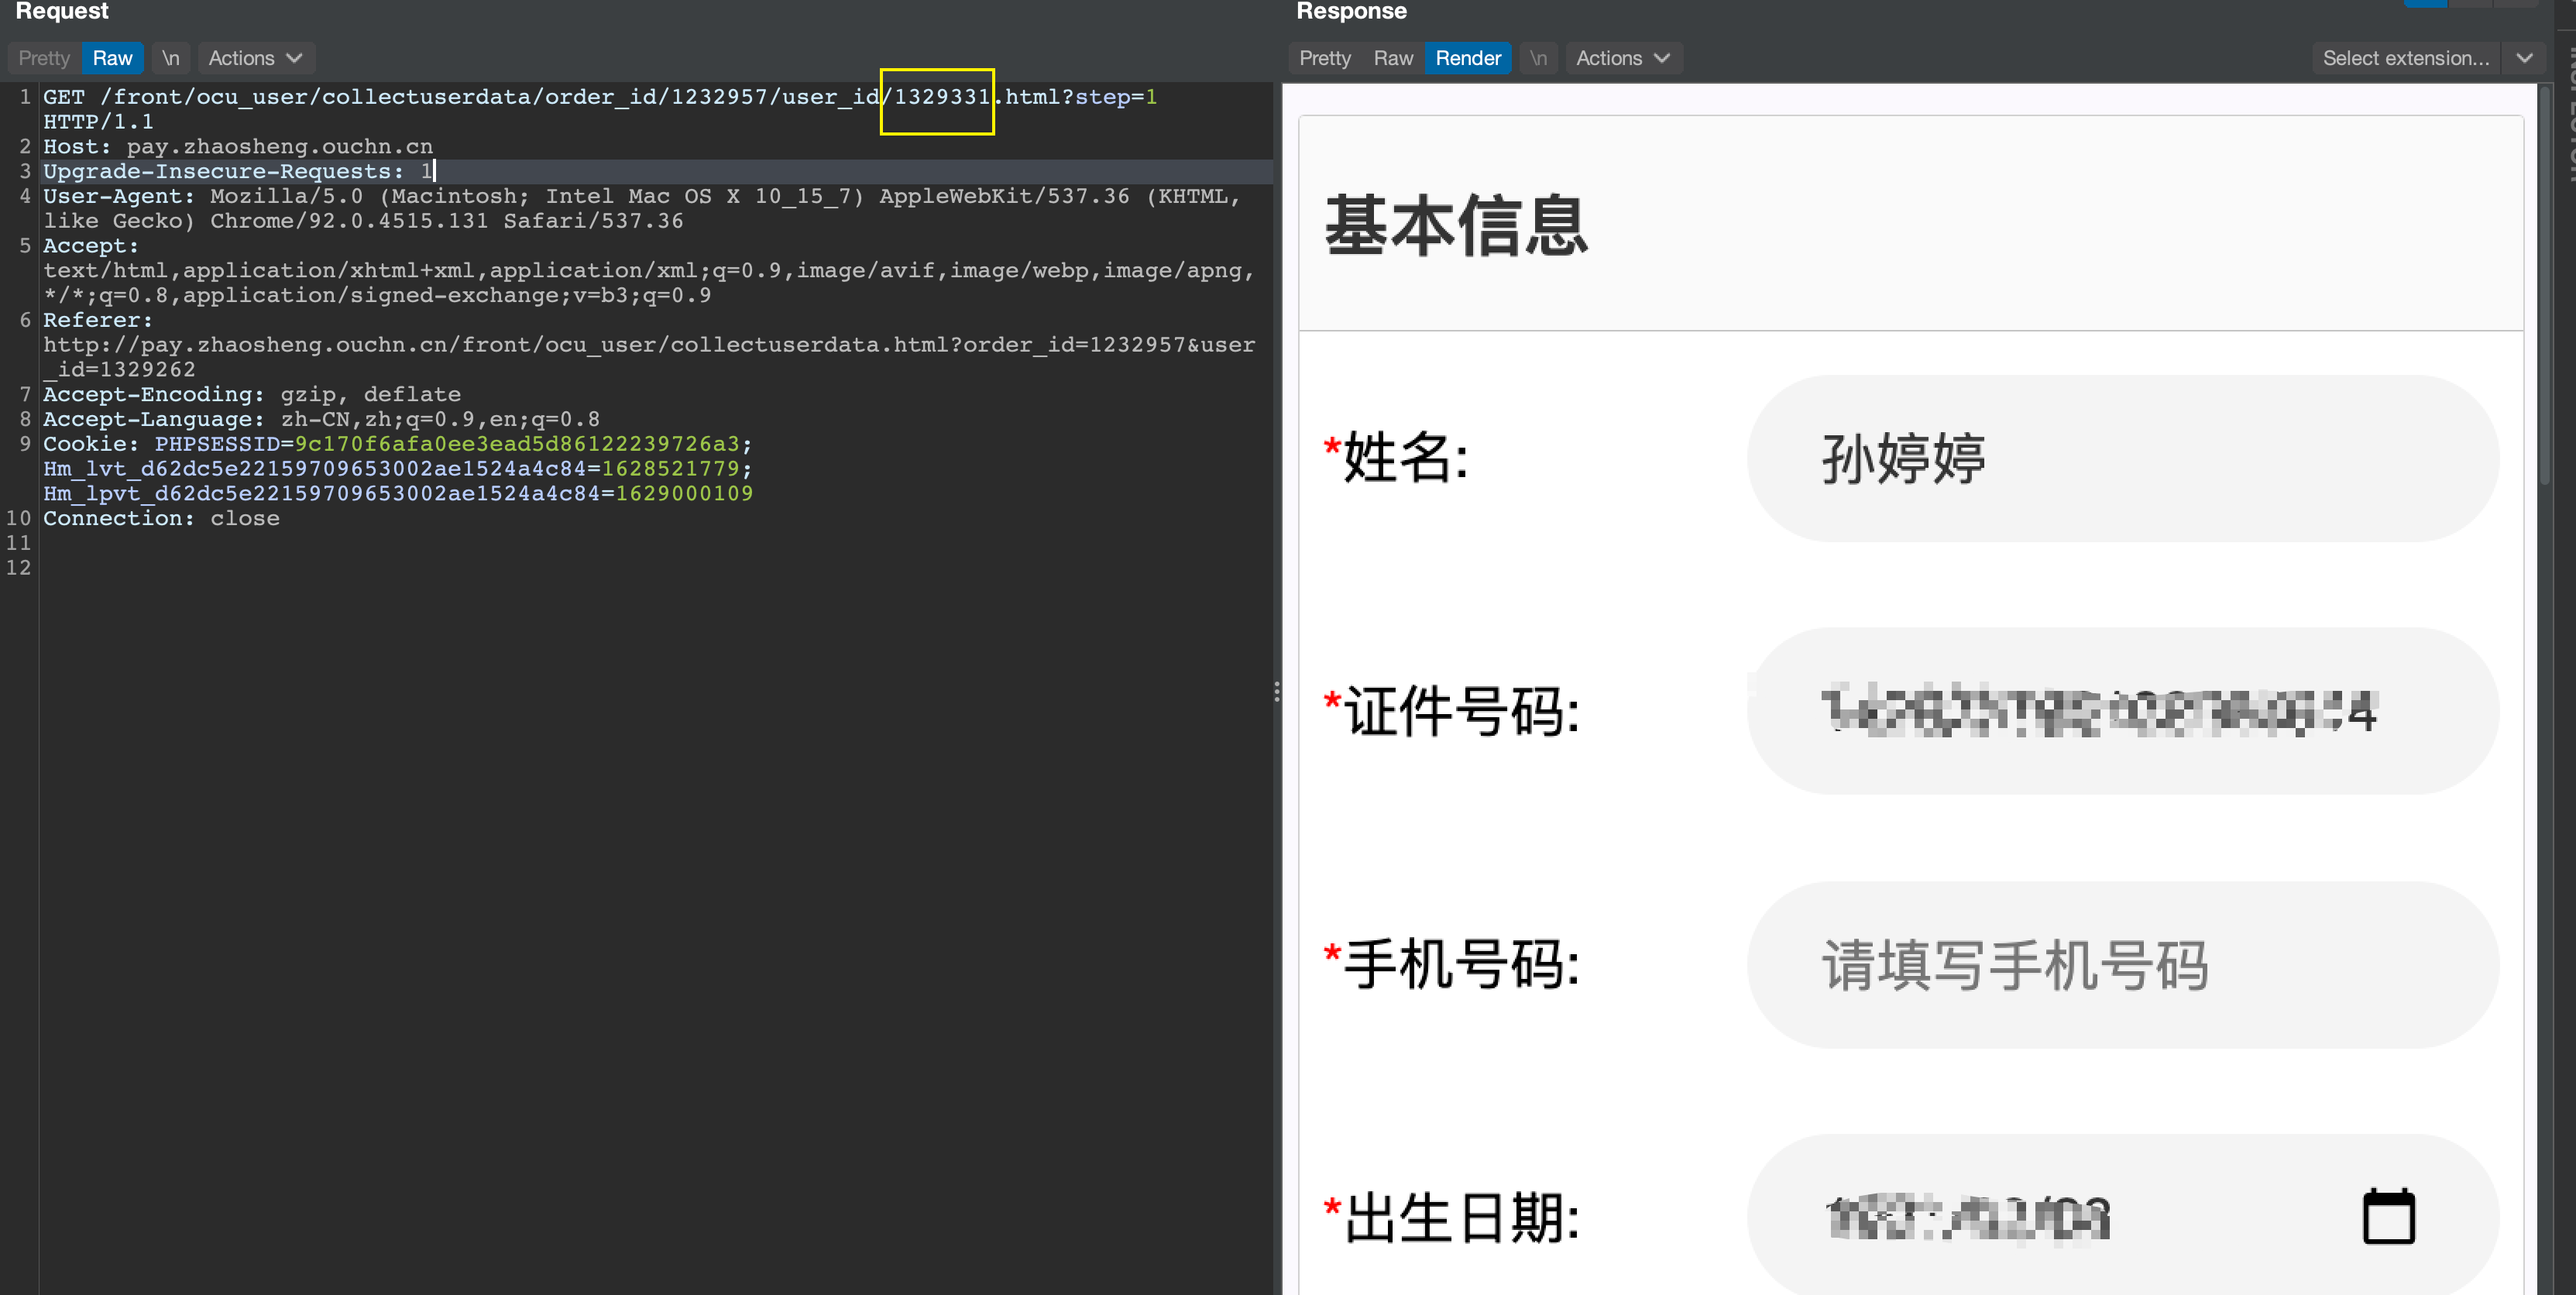 Request
Pretty Raw \n Actions
1 GET /front/ocu_user/collectuserdata/order_id/1232957/user_id/1329331.html?step=1
HTTP/1.1
2 Host: pay.zhaosheng.ouchn.cn
3 Upgrade-Insecure-Requests: 1
4 User-Agent: Mozilla/5.0 (Macintosh; Intel Mac OS X 10_15_7) AppleWebKit/537.36 (KHTML,
like Gecko) Chrome/92.0.4515.131 Safari/537.36
5 Accept:
text/html,application/xhtml+xml,application/xml;q=0.9,image/avif,image/webp,image/apng,
*/*;q=0.8,application/signed-exchange;v=b3;q=0.9
6 Referer:
http://pay.zhaosheng.ouchn.cn/front/ocu_user/collectuserdata.html?order_id=1232957&user
_id=1329262
7 Accept-Encoding: gzip, deflate
8 Accept-Language: zh-CN,zh;q=0.9,en;q=0.8
9 Cookie: PHPSESSID=9c170f6afa0ee3ead5d86122239726a3;
Hm_lvt_d62dc5e22159709653002ae1524a4c84=1628521779;
Hm_lpvt_d62dc5e22159709653002ae1524a4c84=1629000109
10 Connection: close
11
12
Response
Pretty Raw Render \n Actions Select extension...
基本信息
*姓名: 孙婷婷
*证件号码:
*手机号码: 请填写手机号码
*出生日期: